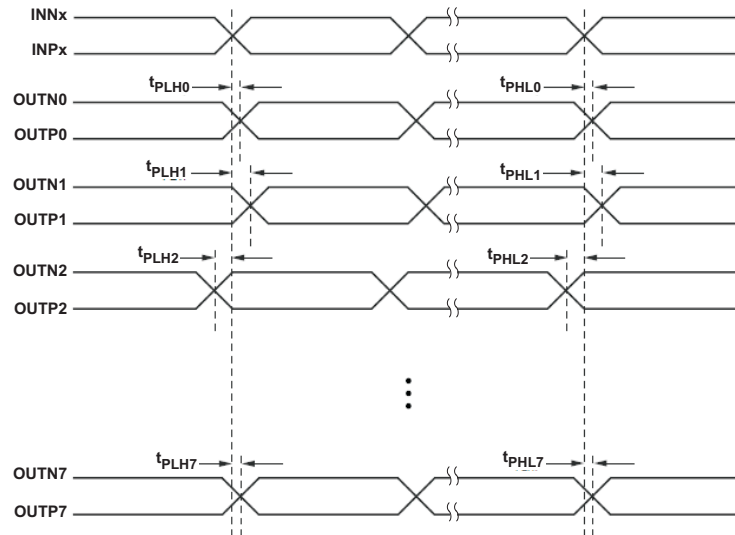 INNx
INPx
tPLH0 tPHL0
OUTN0
OUTP0
tPLH1 tPHL1
OUTN1
OUTP1
tPLH2 tPHL2
OUTN2
OUTP2
tPLH7 tPHL7
OUTN7
OUTP7